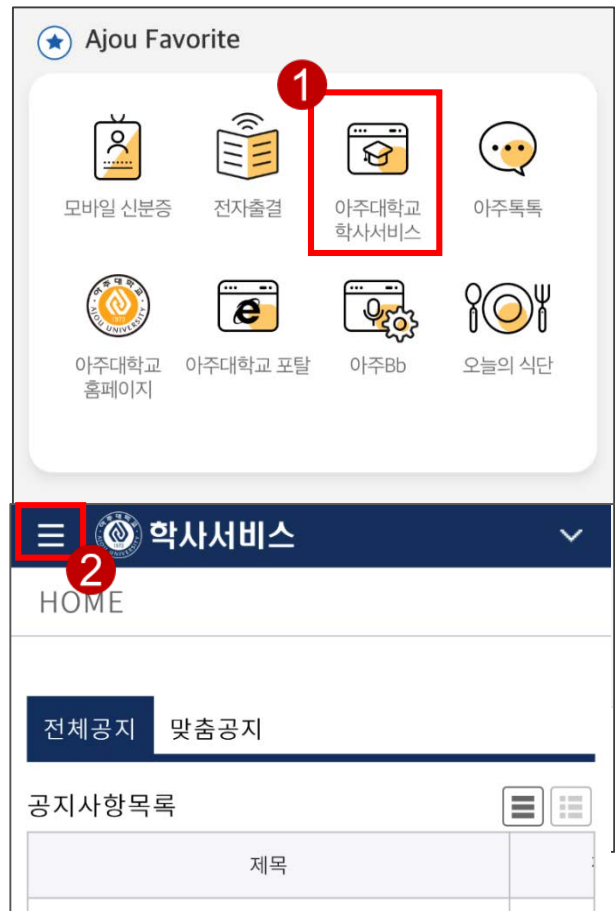 Ajou Favorite
1
모바일 신분증
전자출결
아주대학교
학사서비스
아주톡톡
아주대학교
홈페이지
아주대학교 포탈
아주Bb
오늘의 식단
학사서비스
2
HOME
전체공지
맞춤공지
공지사항목록
제목